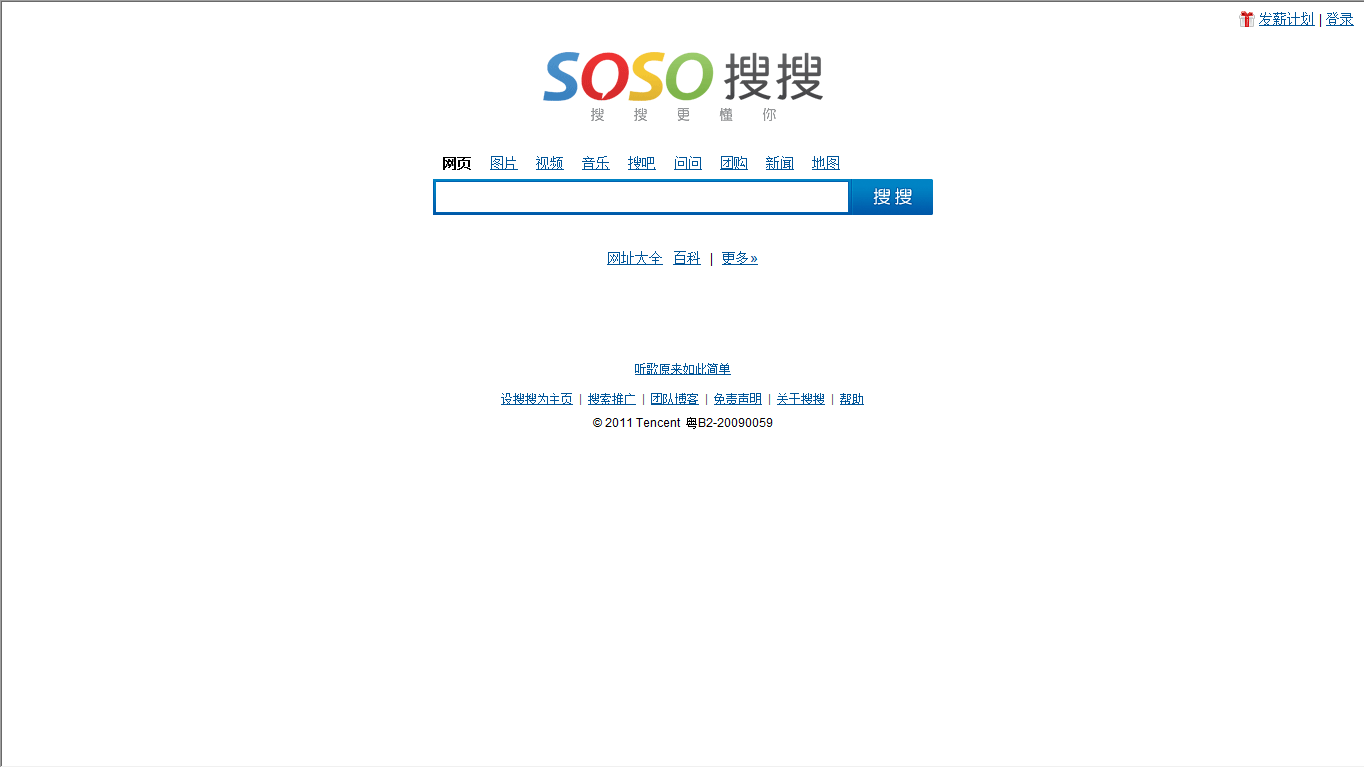 发薪计划 | 登录
SOSO 搜搜
搜搜更懂你
网页 图片 视频 音乐 搜吧 问问 团购 新闻 地图
搜搜
网址大全 百科 | 更多»
听歌原来如此简单
设搜搜为主页 | 搜索推广 | 团队博客 | 免责声明 | 关于搜搜 | 帮助
© 2011 Tencent 粤B2-20090059